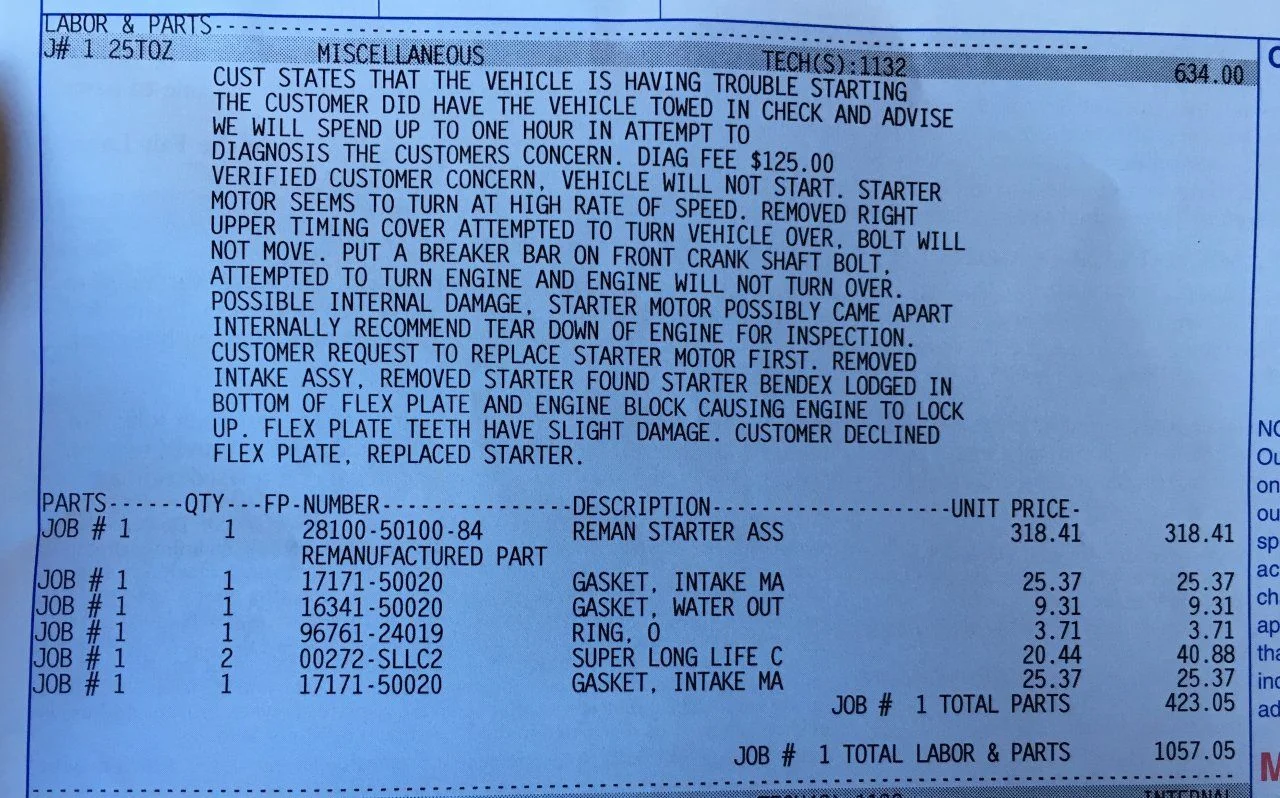 LABOR & PARTS----------------------------------------------------------------
J# 1 25TOZ MISCELLANEOUS TECH(S):1132 634.00
CUST STATES THAT THE VEHICLE IS HAVING TROUBLE STARTING
THE CUSTOMER DID HAVE THE VEHICLE TOWED IN CHECK AND ADVISE
WE WILL SPEND UP TO ONE HOUR IN ATTEMPT TO
DIAGNOSIS THE CUSTOMERS CONCERN. DIAG FEE $125.00
VERIFIED CUSTOMER CONCERN, VEHICLE WILL NOT START. STARTER
MOTOR SEEMS TO TURN AT HIGH RATE OF SPEED. REMOVED RIGHT
UPPER TIMING COVER ATTEMPTED TO TURN VEHICLE OVER, BOLT WILL
NOT MOVE. PUT A BREAKER BAR ON FRONT CRANK SHAFT BOLT,
ATTEMPTED TO TURN ENGINE AND ENGINE WILL NOT TURN OVER.
POSSIBLE INTERNAL DAMAGE, STARTER MOTOR POSSIBLY CAME APART
INTERNALLY RECOMMEND TEAR DOWN OF ENGINE FOR INSPECTION.
CUSTOMER REQUEST TO REPLACE STARTER MOTOR FIRST. REMOVED
INTAKE ASSY, REMOVED STARTER FOUND STARTER BENDEX LODGED IN
BOTTOM OF FLEX PLATE AND ENGINE BLOCK CAUSING ENGINE TO LOCK
UP. FLEX PLATE TEETH HAVE SLIGHT DAMAGE. CUSTOMER DECLINED
FLEX PLATE, REPLACED STARTER.
PARTS------QTY---FP-NUMBER---------------DESCRIPTION-------------------UNIT PRICE-
JOB # 1 1 28100-50100-84 REMAN STARTER ASS 318.41 318.41
REMANUFACTURED PART
JOB # 1 1 17171-50020 GASKET, INTAKE MA 25.37 25.37
JOB # 1 1 16341-50020 GASKET, WATER OUT 9.31 9.31
JOB # 1 1 96761-24019 RING, O 3.71 3.71
JOB # 1 2 00272-SLLC2 SUPER LONG LIFE C 20.44 40.88
JOB # 1 1 17171-50020 GASKET, INTAKE MA 25.37 25.37
JOB # 1 TOTAL PARTS 423.05
JOB # 1 TOTAL LABOR & PARTS 1057.05